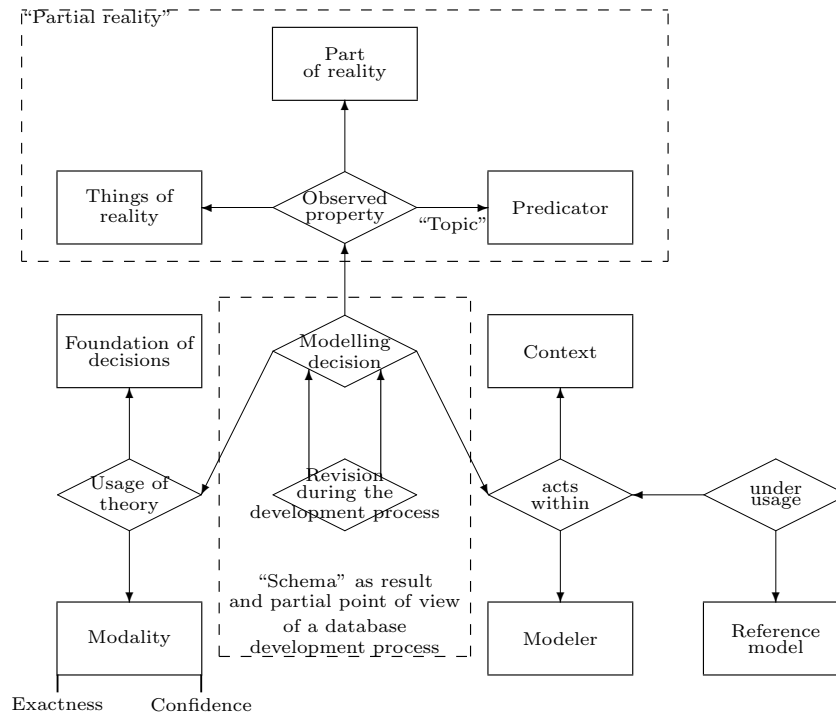 “Partial reality”
Part
of reality
Things of
reality
Observed
property
“Topic”
Predicator
Foundation of
decisions
Modelling
decision
Context
Usage of
theory
Revision
during the
development process
acts
within
under
usage
“Schema” as result
and partial point of view
of a database
development process
Modality
Modeler
Reference
model
Exactness
Confidence